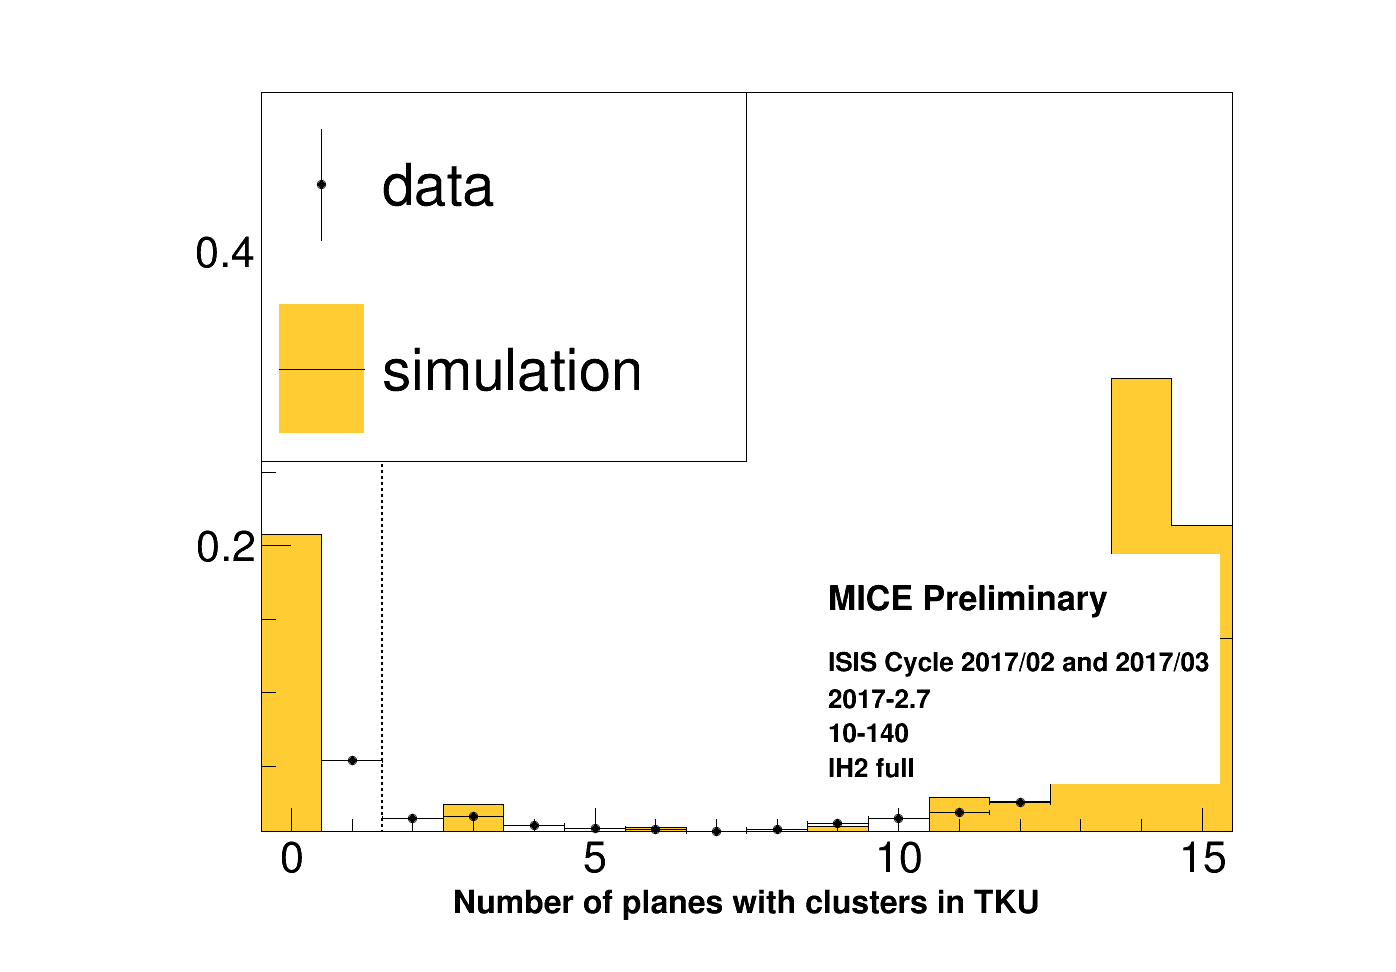 data
simulation
0.4
0.2
MICE Preliminary
ISIS Cycle 2017/02 and 2017/03
2017-2.7
10-140
IH2 full
0 5 10 15
Number of planes with clusters in TKU